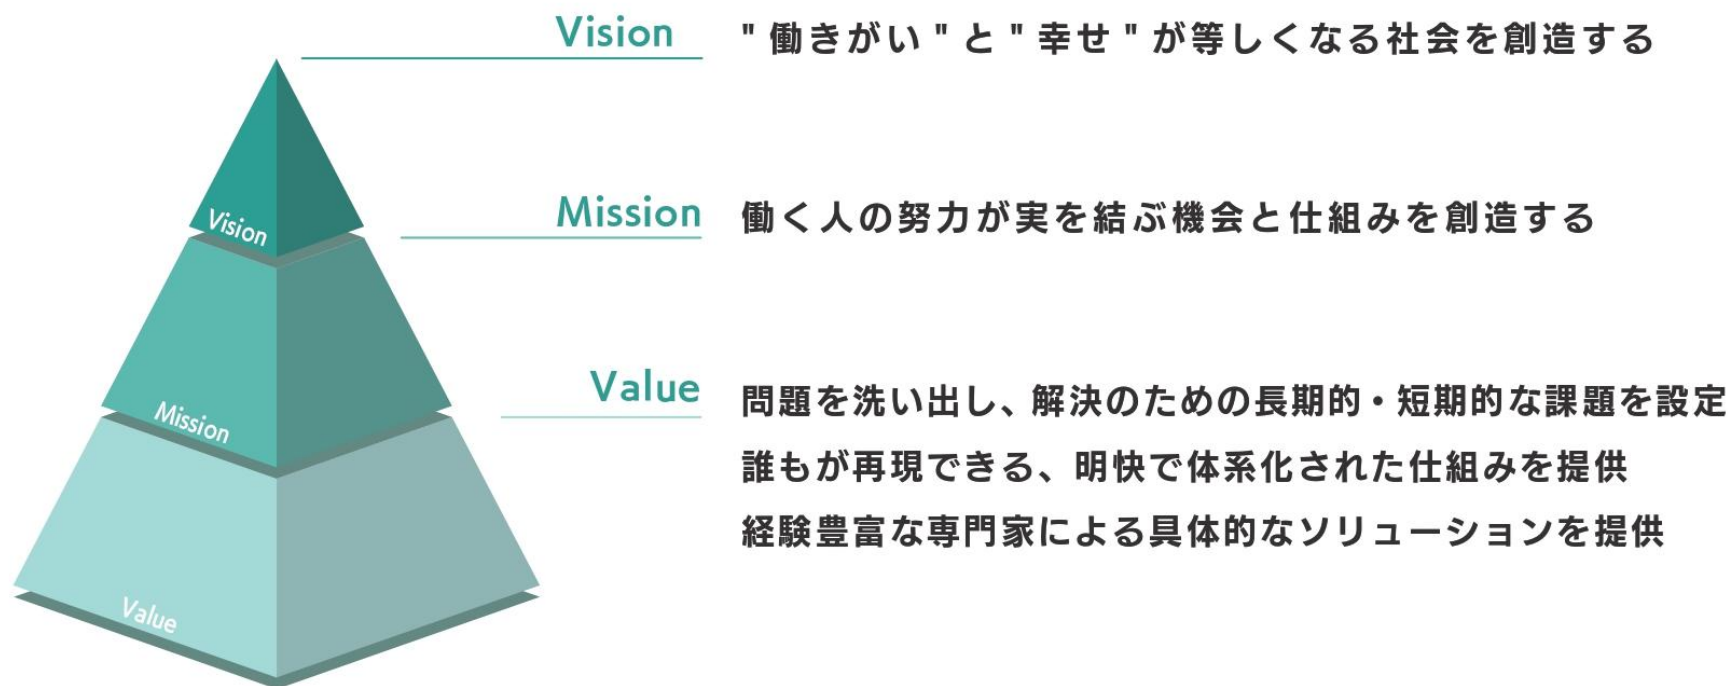 Vision
"働きがい"と"幸せ"が等しくなる社会を創造する
Mission
働く人の努力が実を結ぶ機会と仕組みを創造する
Value
問題を洗い出し、解決のための長期的・短期的な課題を設定
誰もが再現できる、明快で体系化された仕組みを提供
経験豊富な専門家による具体的なソリューションを提供
Vision
Mission
Value